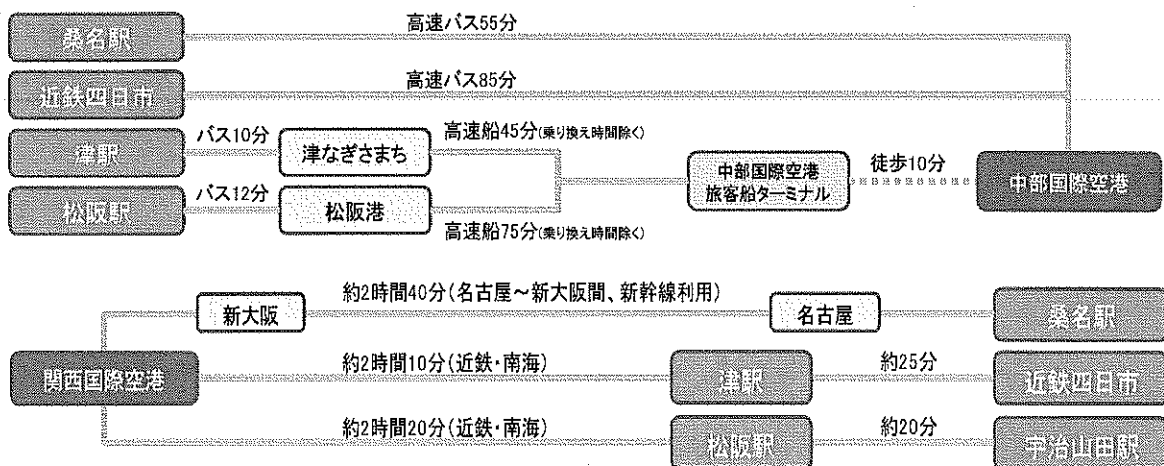 桑名駅
高速バス55分
近鉄四日市
高速バス85分
津駅
バス10分
津なぎさまち
高速船45分(乗り換え時間除く)
松阪駅
バス12分
松阪港
高速船75分(乗り換え時間除く)
中部国際空港
旅客船ターミナル
徒歩10分
中部国際空港
関西国際空港
新大阪
約2時間40分(名古屋~新大阪間、新幹線利用)
名古屋
桑名駅
約2時間10分(近鉄・南海)
津駅
約25分
近鉄四日市
約2時間20分(近鉄・南海)
松阪駅
約20分
宇治山田駅